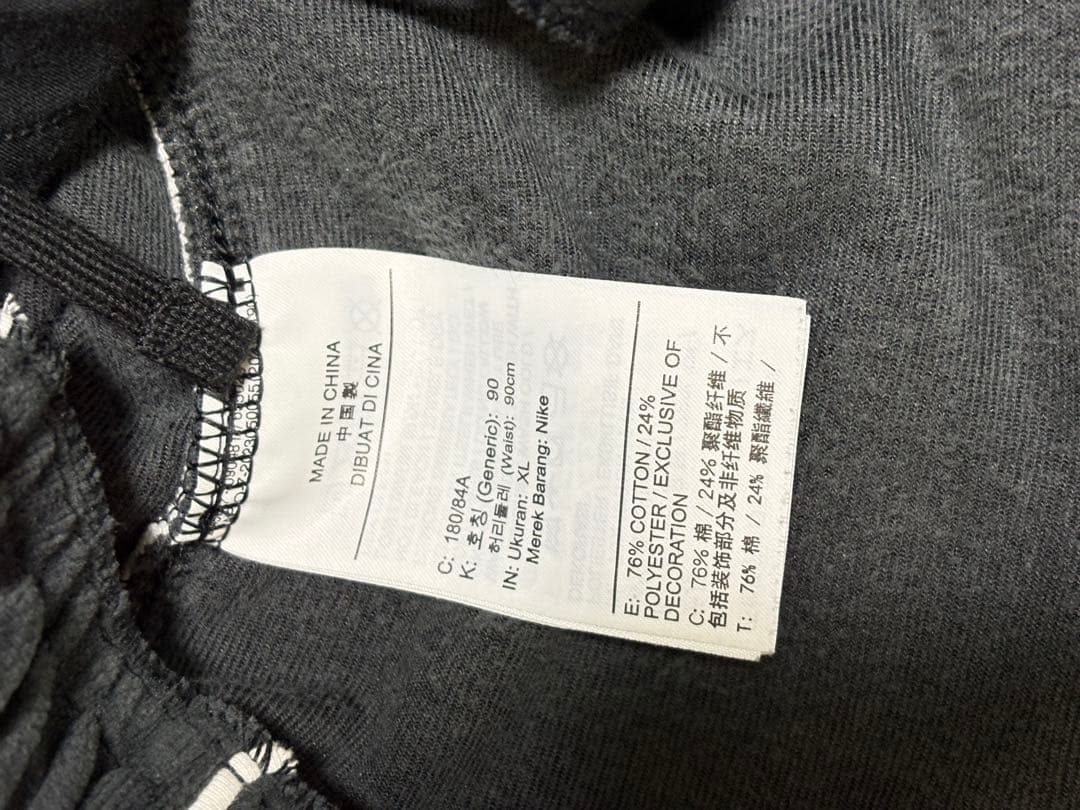 MADE IN CHINA
中国製
DIBUAT DI CINA
C: 180/84A
K: 호칭 (Generic): 90
허리둘레 (Waist): 90cm
IN: Ukuran: XL
Merek Barang: Nike
E: 76% COTTON / 24%
POLYESTER / EXCLUSIVE OF
DECORATION
C: 76% 棉 / 24% 聚酯纤维 / 不
包括装饰部分及非纤维物质
T: 76% 棉 / 24% 聚酯纖維 /